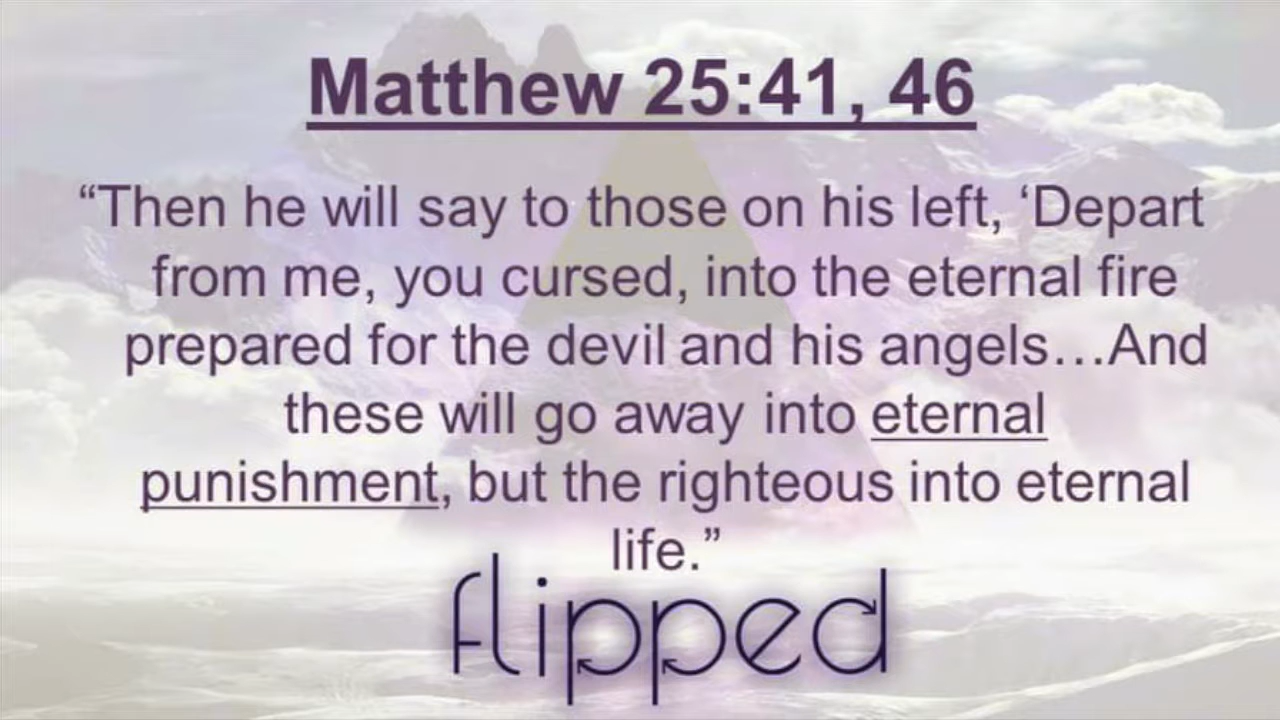 Matthew 25:41, 46
“Then he will say to those on his left, ‘Depart
from me, you cursed, into the eternal fire
prepared for the devil and his angels…And
these will go away into eternal
punishment, but the righteous into eternal
life.”
flipped